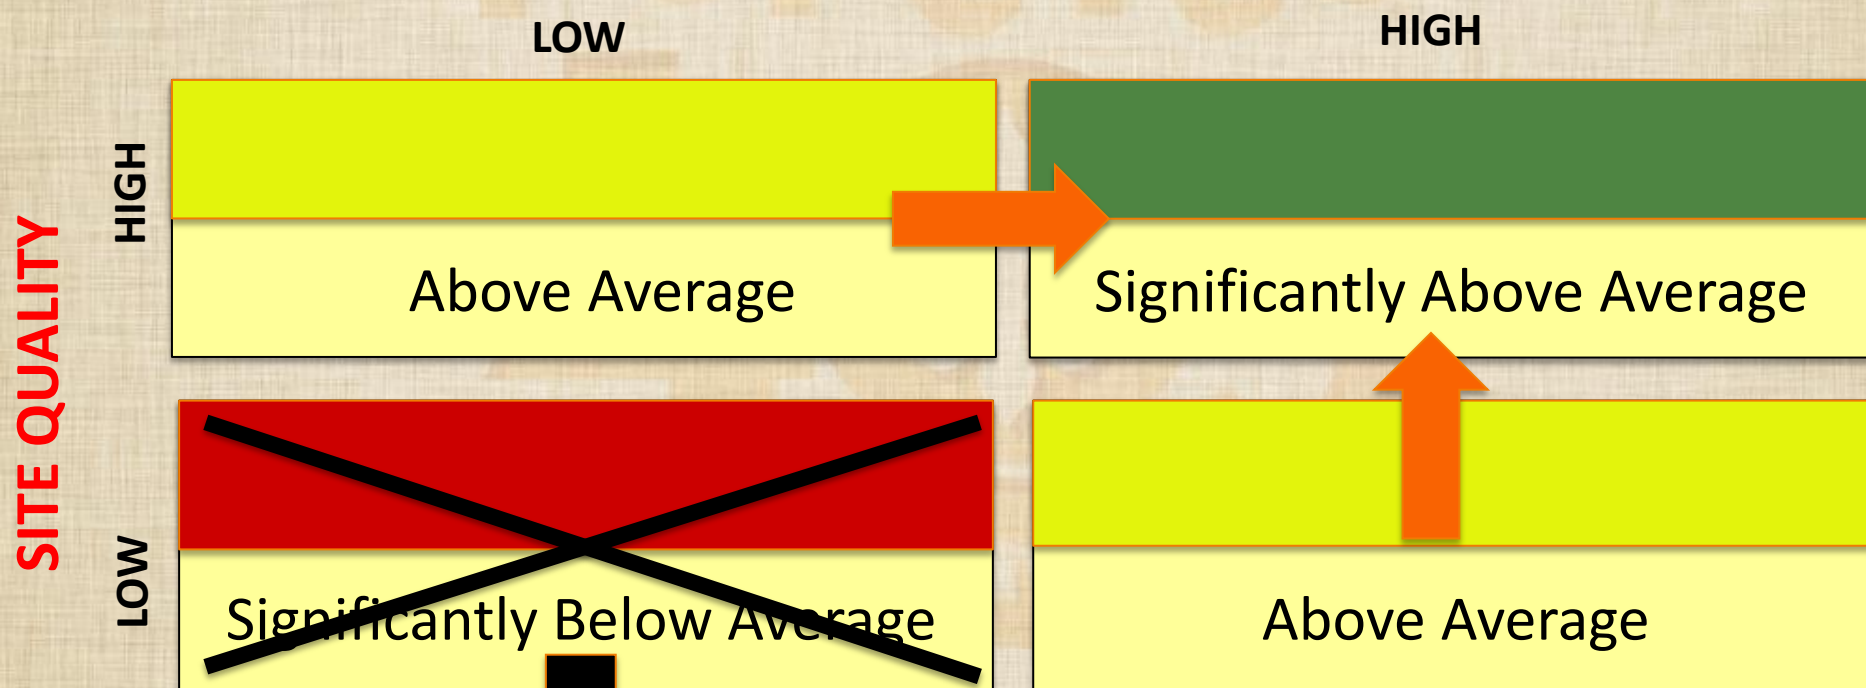 LOW
HIGH
SITE QUALITY
HIGH
Above Average
Significantly Above Average
LOW
Significantly Below Average
Above Average